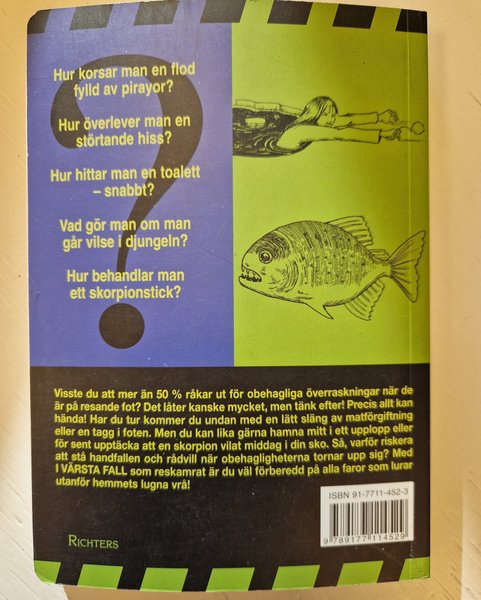 Hur korsar man en flod
fylld av pirayor?
Hur överlever man en
störtande hiss?
Hur hittar man en toalett
– snabbt?
Vad gör man om man
går vilse i djungeln?
Hur behandlar man
ett skorpionstick?
?
Visste du att mer än 50 % råkar ut för obehagliga överraskningar när de
är på resande fot? Det låter kanske mycket, men tänk efter! Precis allt kan
hända! Har du tur kommer du undan med en lätt släng av matförgiftning
eller en tagg i foten. Men du kan lika gärna hamna mitt i ett upplopp eller
för sent upptäcka att en skorpion vilat middag i din sko. Så, varför riskera
att stå handfallen och rådvill när obehagligheterna tornar upp sig? Med
I VÄRSTA FALL som reskamrat är du väl förberedd på alla faror som lurar
utanför hemmets lugna vrå!
ISBN 91-7711-452-3
9 789177 114529
RICHTERS